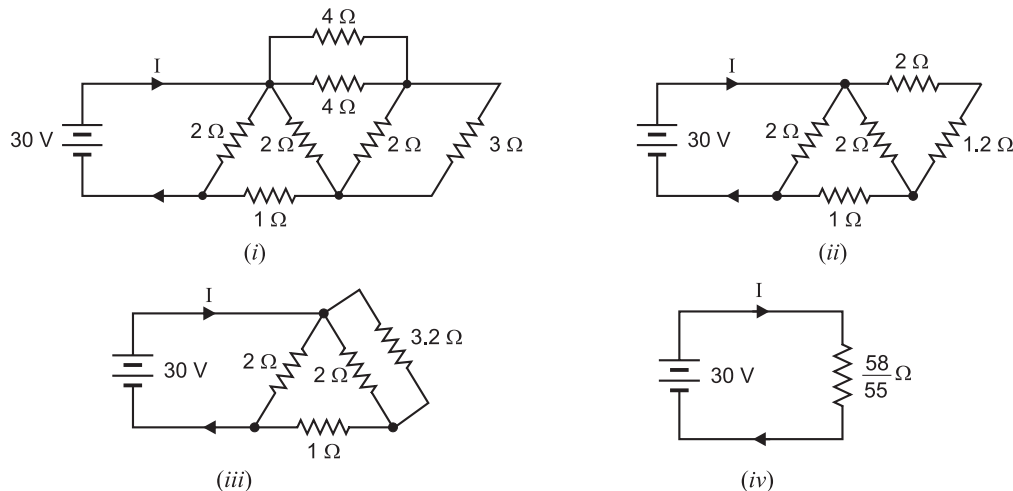 4 Ω
I
4 Ω
30 V
2 Ω
2 Ω
2 Ω
3 Ω
1 Ω
(i)
I
2 Ω
30 V
2 Ω
2 Ω
1.2 Ω
1 Ω
(ii)
I
30 V
2 Ω
2 Ω
3.2 Ω
1 Ω
(iii)
I
30 V
58
55
Ω
(iv)